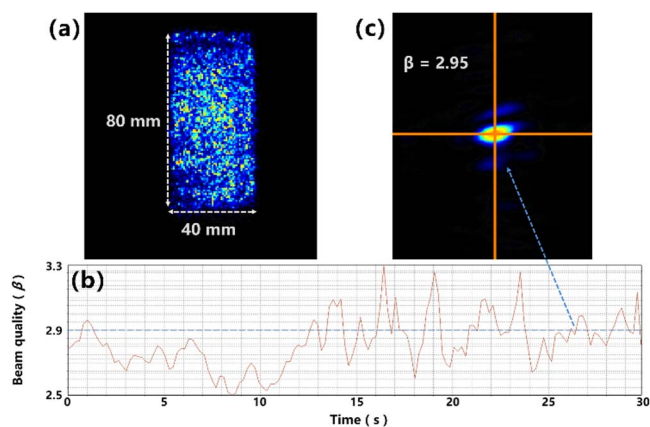 (a)
80 mm
40 mm
(c)
β = 2.95
(b)
Beam quality ( β )
3.3
2.9
2.5
0 5 10 15 20 22 25 30
Time ( s )